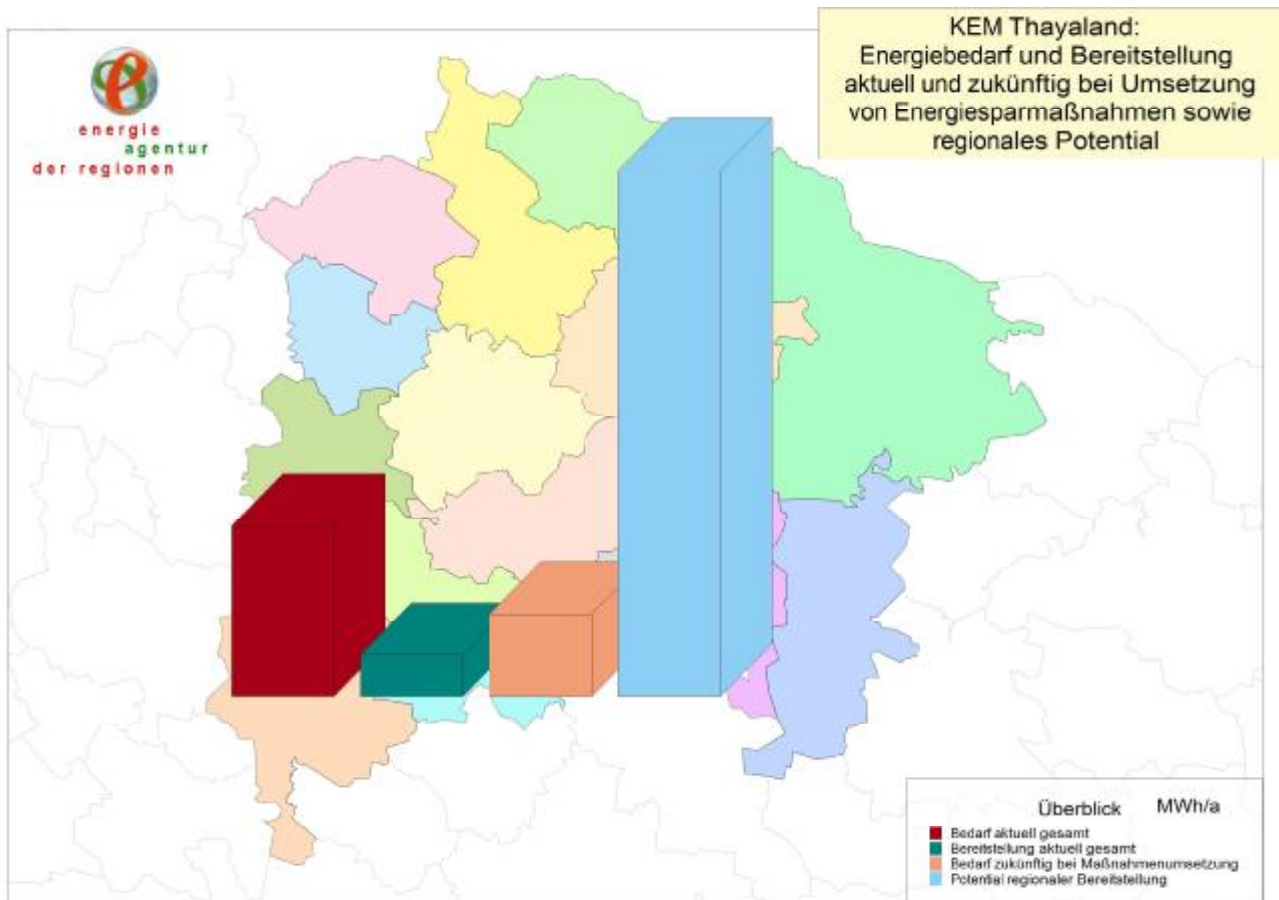 energie
agentur
der regionen
KEM Thayaland:
Energiebedarf und Bereitstellung
aktuell und zukünftig bei Umsetzung
von Energiesparmaßnahmen sowie
regionales Potential
Überblick MWh/a
Bedarf aktuell gesamt
Bereitstellung aktuell gesamt
Bedarf zukünftig bei Maßnahmenumsetzung
Potential regionaler Bereitstellung